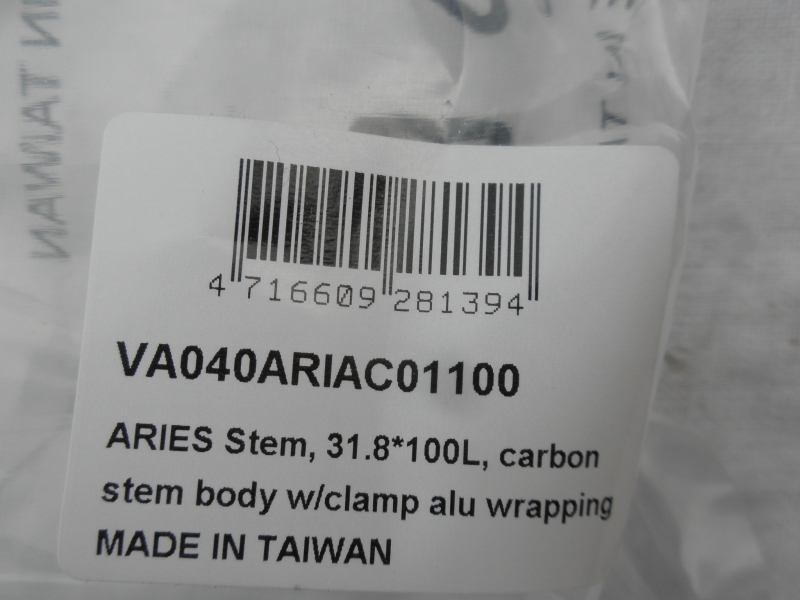 4 716609 281394
VA040ARIAC01100
ARIES Stem, 31.8*100L, carbon
stem body w/clamp alu wrapping
MADE IN TAIWAN